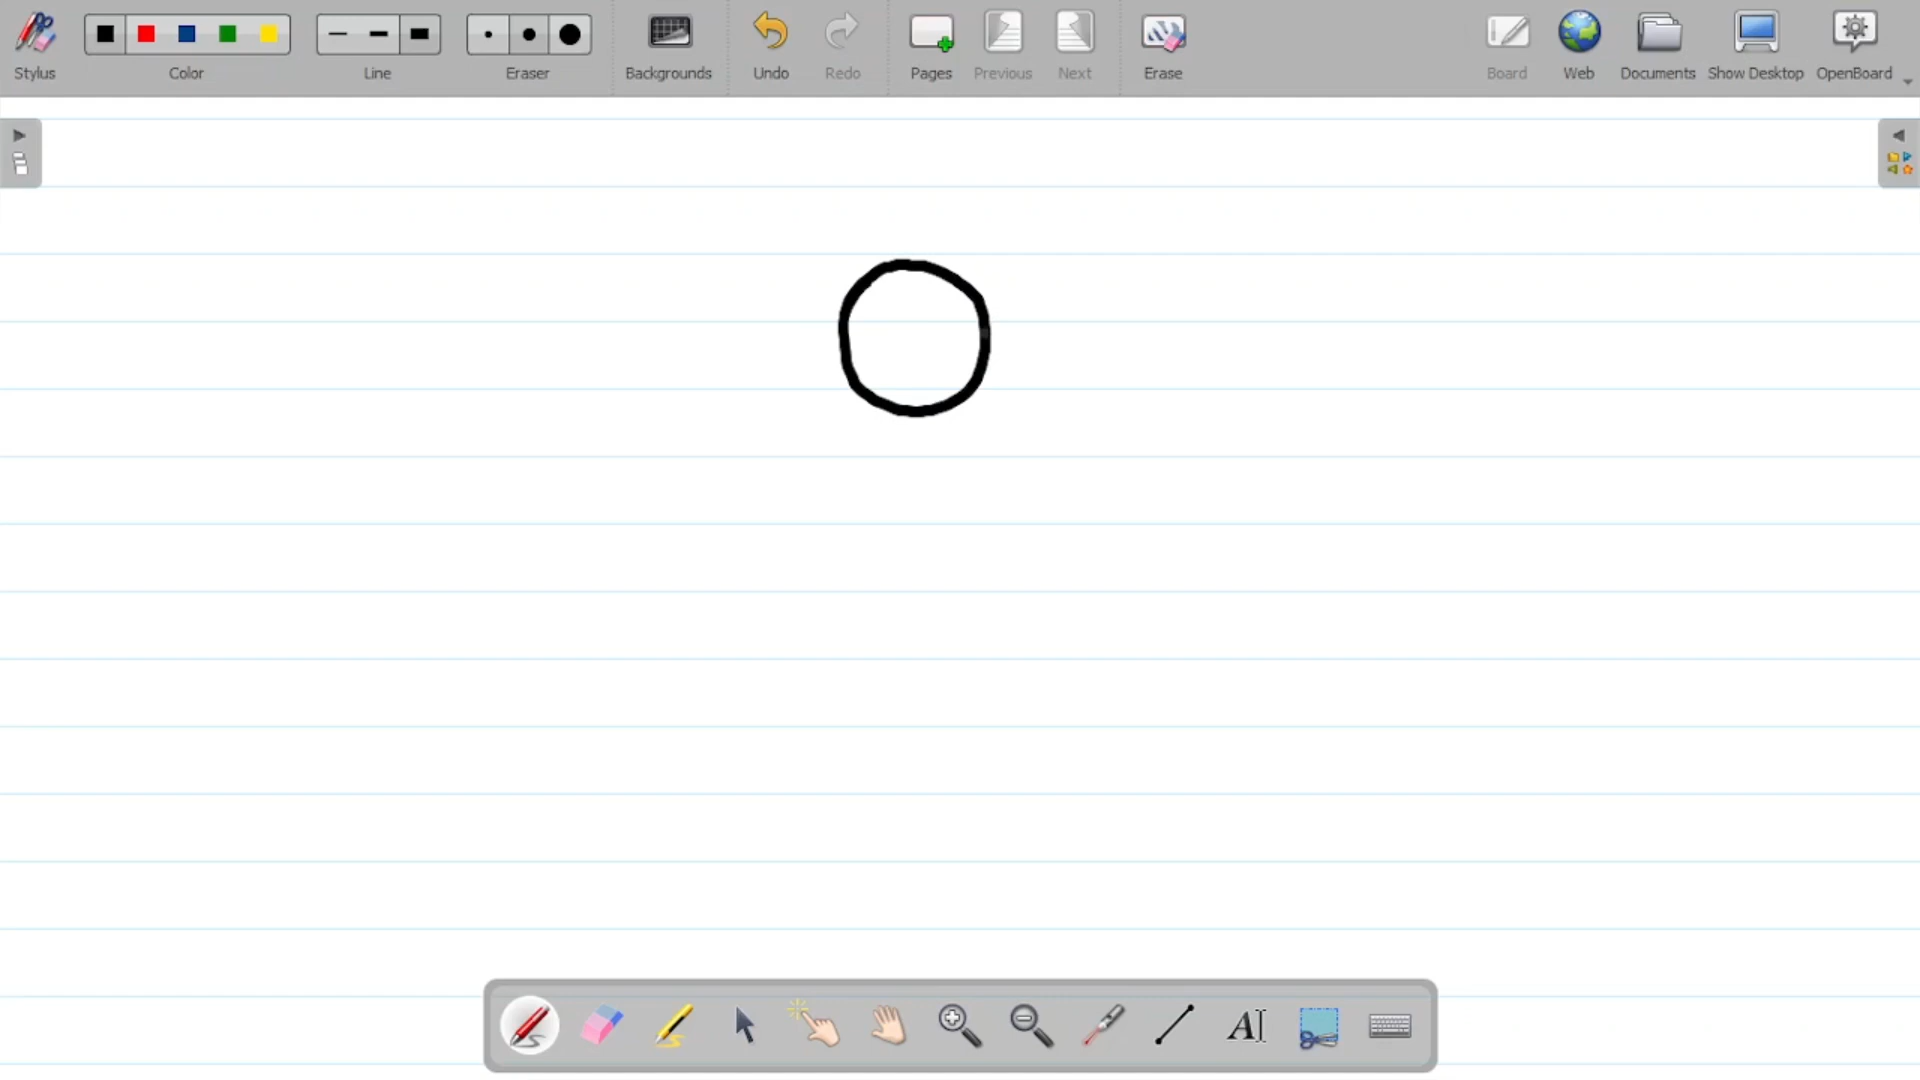 Stylus
Color
Line
Eraser
Backgrounds
Undo
Redo
Pages
Previous
Next
Erase
Board
Web
Documents
Show Desktop
OpenBoard